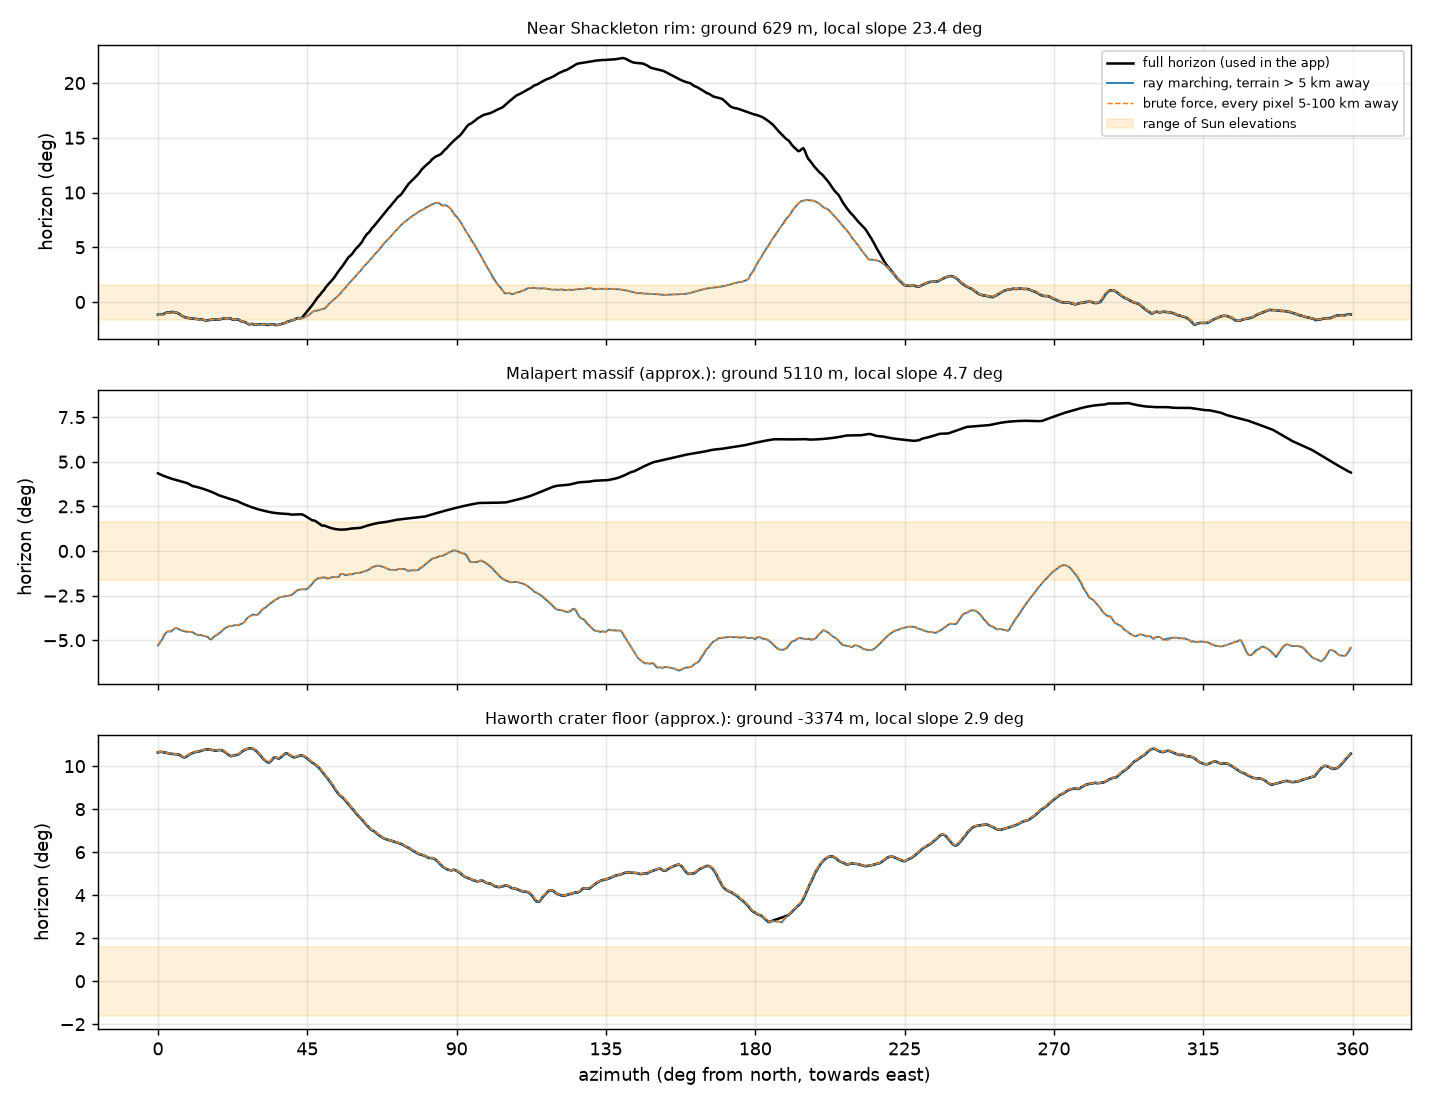 Near Shackleton rim: ground 629 m, local slope 23.4 deg
full horizon (used in the app)
ray marching, terrain > 5 km away
brute force, every pixel 5-100 km away
range of Sun elevations
horizon (deg)
20
15
10
5
0
Malapert massif (approx.): ground 5110 m, local slope 4.7 deg
horizon (deg)
7.5
5.0
2.5
0.0
−2.5
−5.0
Haworth crater floor (approx.): ground -3374 m, local slope 2.9 deg
horizon (deg)
10
8
6
4
2
0
−2
0 45 90 135 180 225 270 315 360
azimuth (deg from north, towards east)